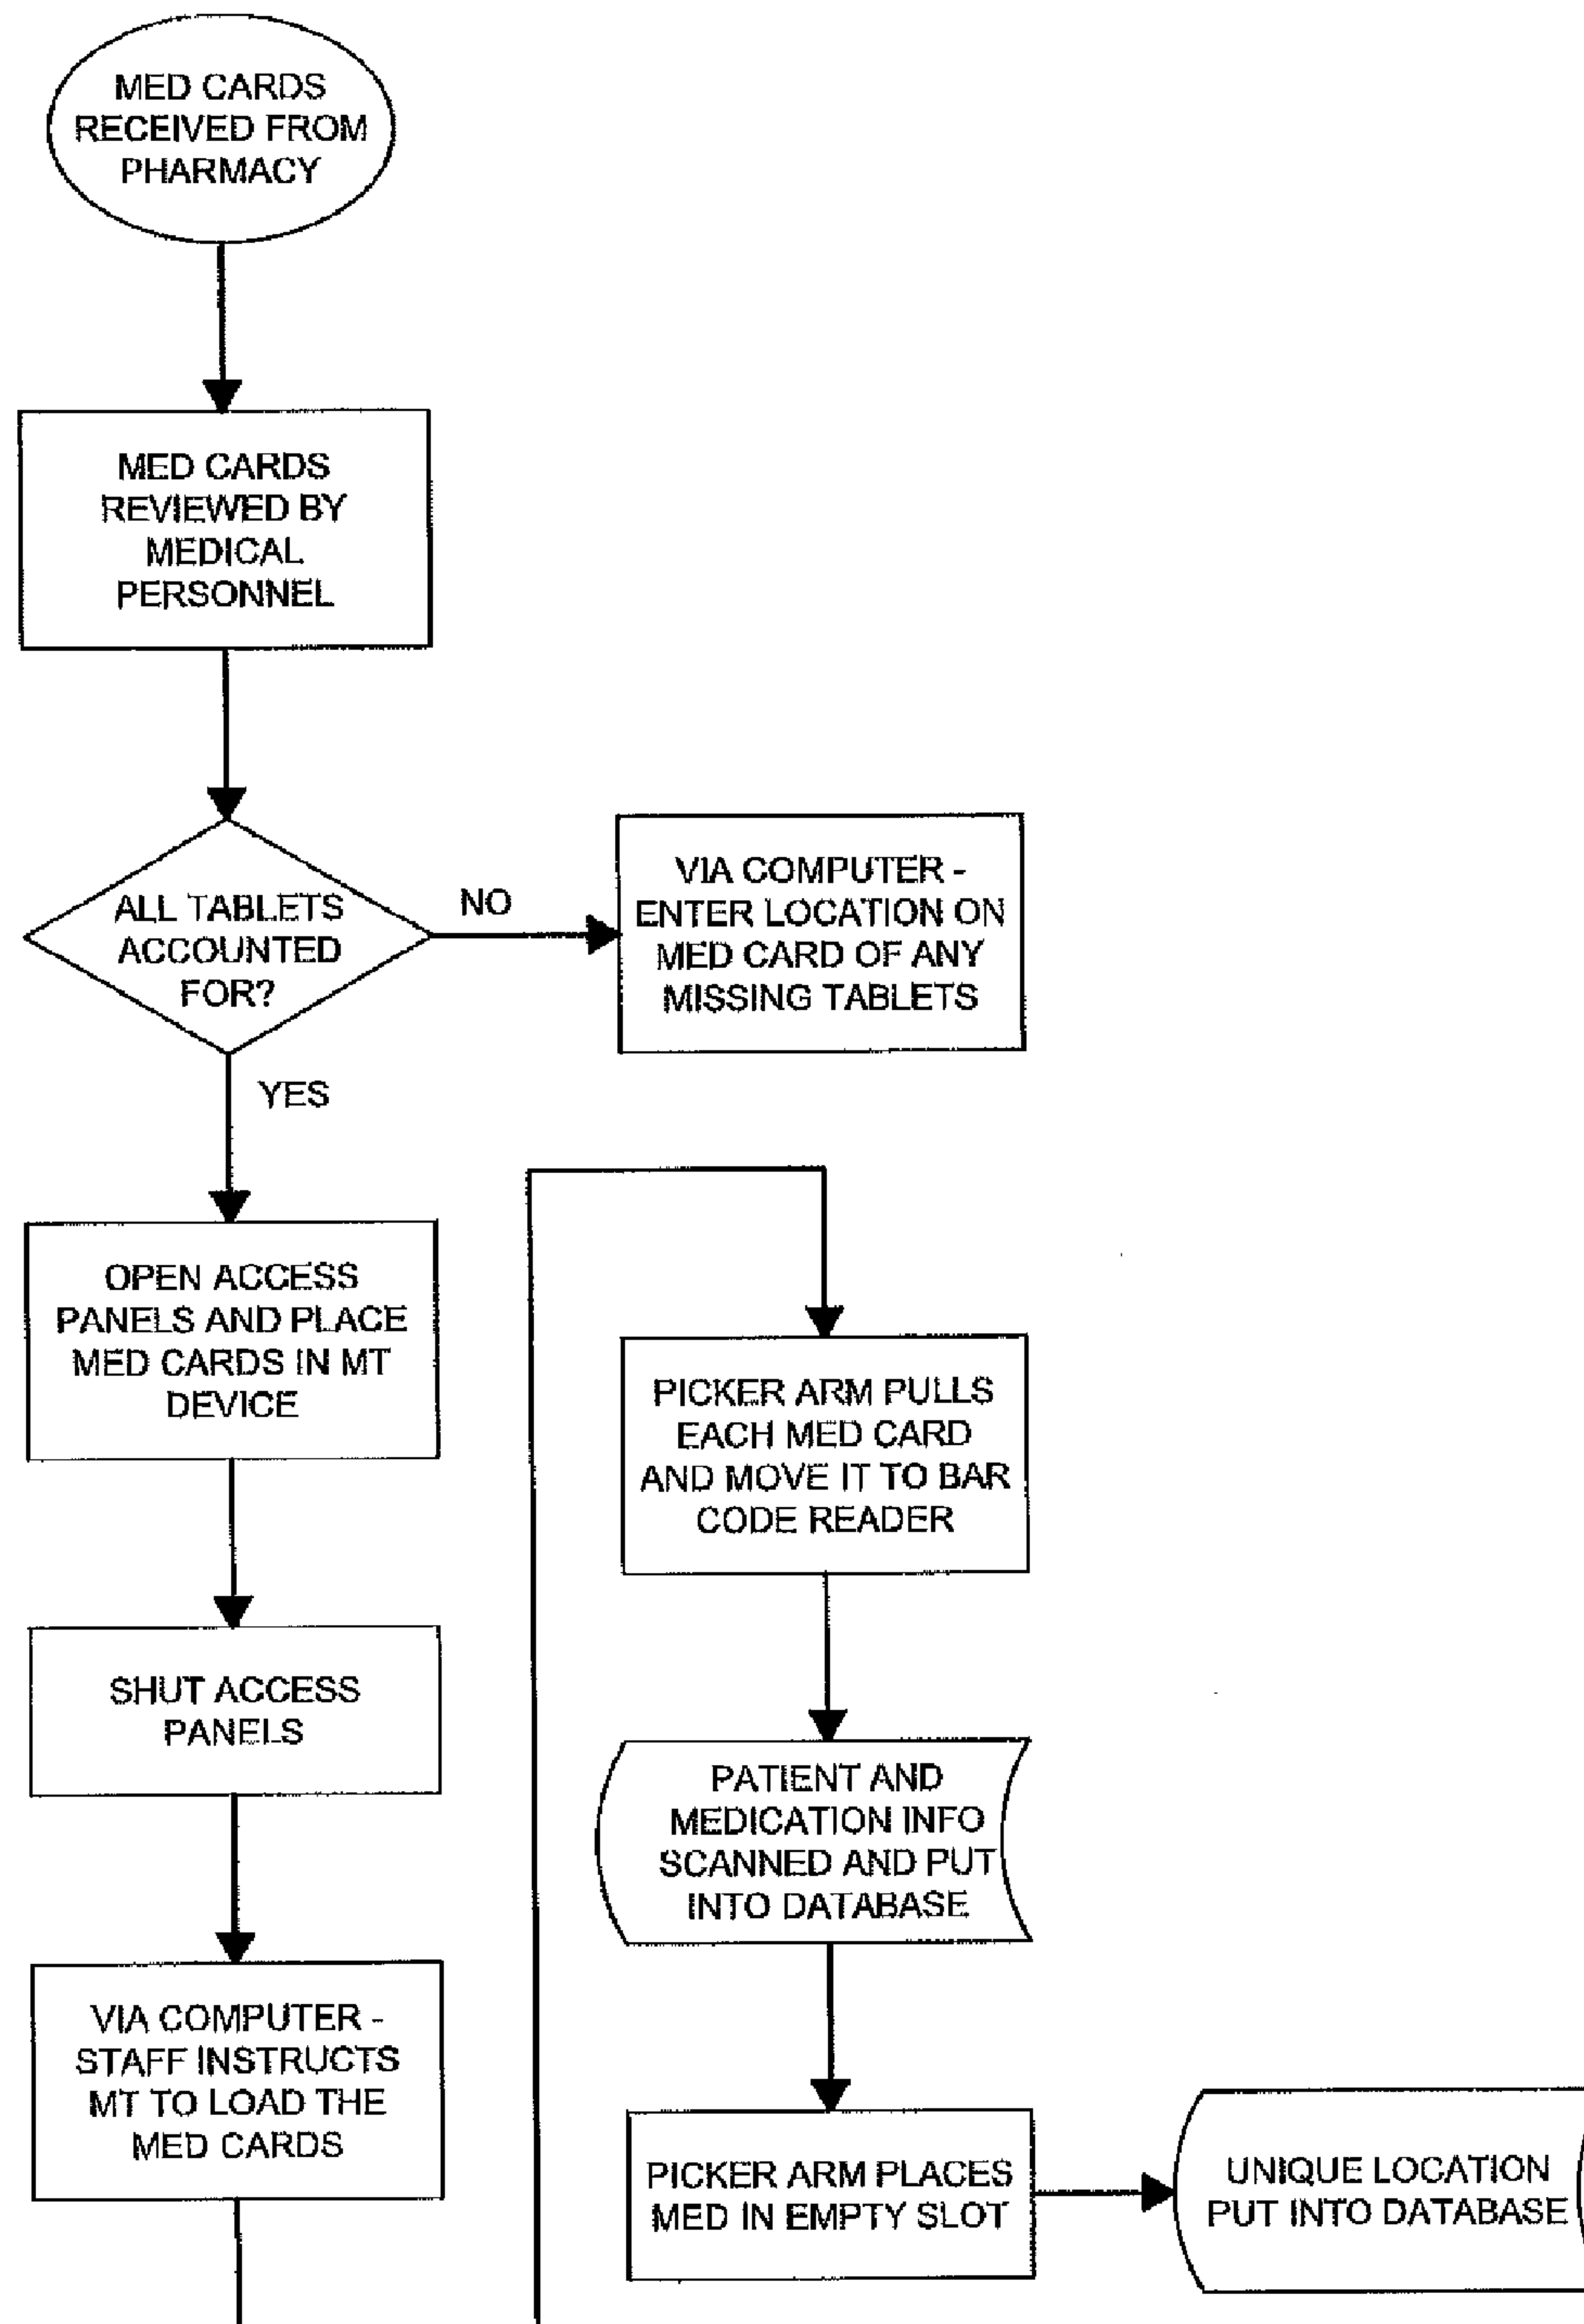 MED CARDS
RECEIVED FROM
PHARMACY
MED CARDS
REVIEWED BY
MEDICAL
PERSONNEL
ALL TABLETS
ACCOUNTED
FOR?
NO
VIA COMPUTER -
ENTER LOCATION ON
MED CARD OF ANY
MISSING TABLETS
YES
OPEN ACCESS
PANELS AND PLACE
MED CARDS IN MT
DEVICE
SHUT ACCESS
PANELS
VIA COMPUTER -
STAFF INSTRUCTS
MT TO LOAD THE
MED CARDS
PICKER ARM PULLS
EACH MED CARD
AND MOVE IT TO BAR
CODE READER
PATIENT AND
MEDICATION INFO
SCANNED AND PUT
INTO DATABASE
PICKER ARM PLACES
MED IN EMPTY SLOT
UNIQUE LOCATION
PUT INTO DATABASE